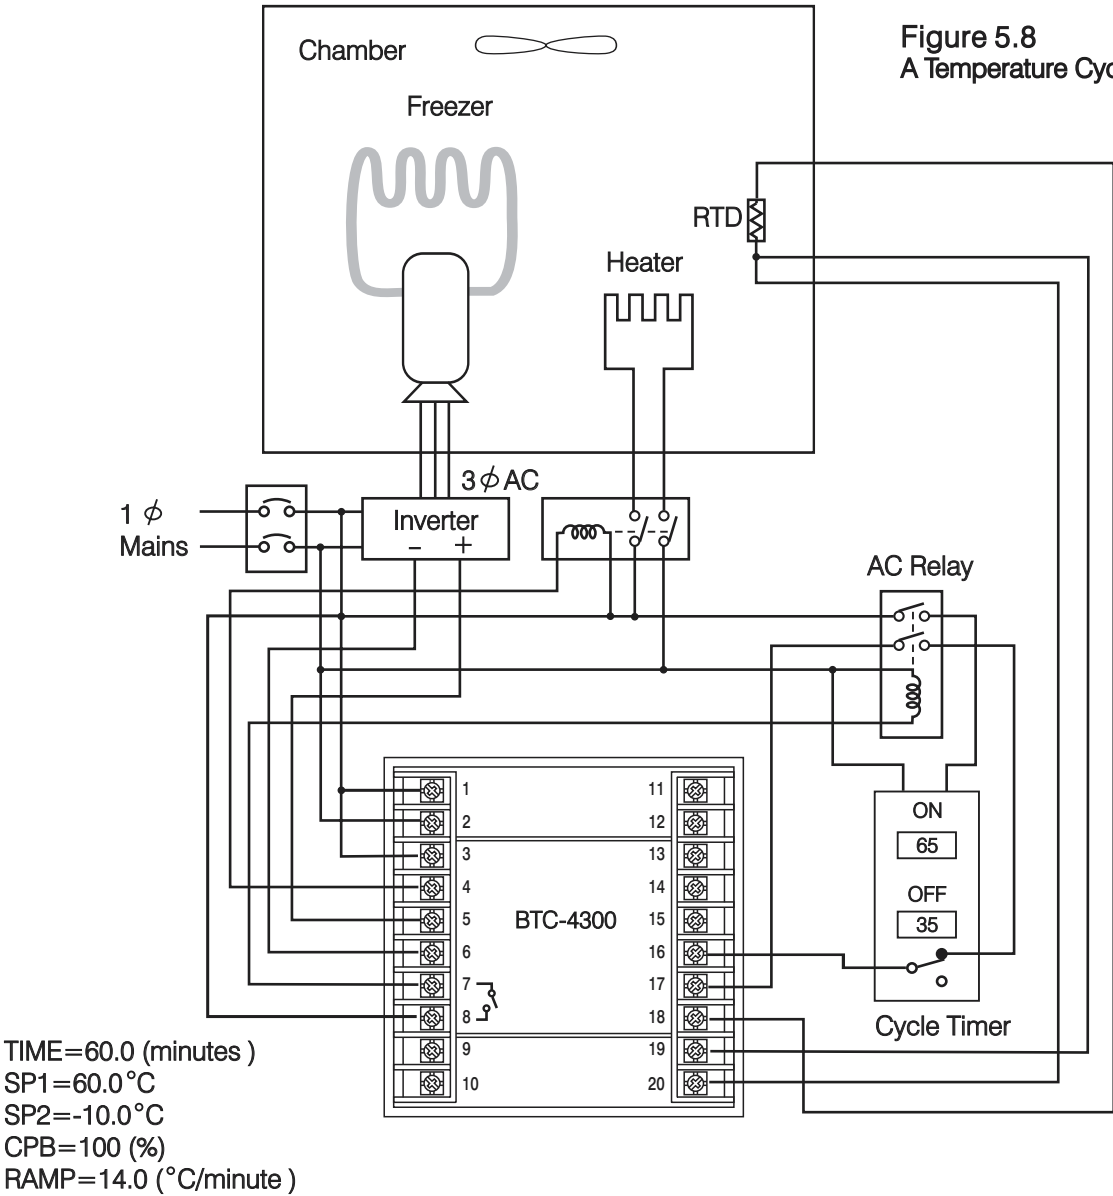 Figure 5.8
A Temperature Cyc
Chamber
Freezer
RTD
Heater
3 ϕ AC
1 ϕ
Mains
Inverter
− +
AC Relay
1 11
2 12
3 13
4 14
5 15
6 16
7 17
8 18
9 19
10 20
BTC-4300
ON
65
OFF
35
Cycle Timer
TIME=60.0 (minutes )
SP1=60.0°C
SP2=-10.0°C
CPB=100 (%)
RAMP=14.0 (°C/minute )